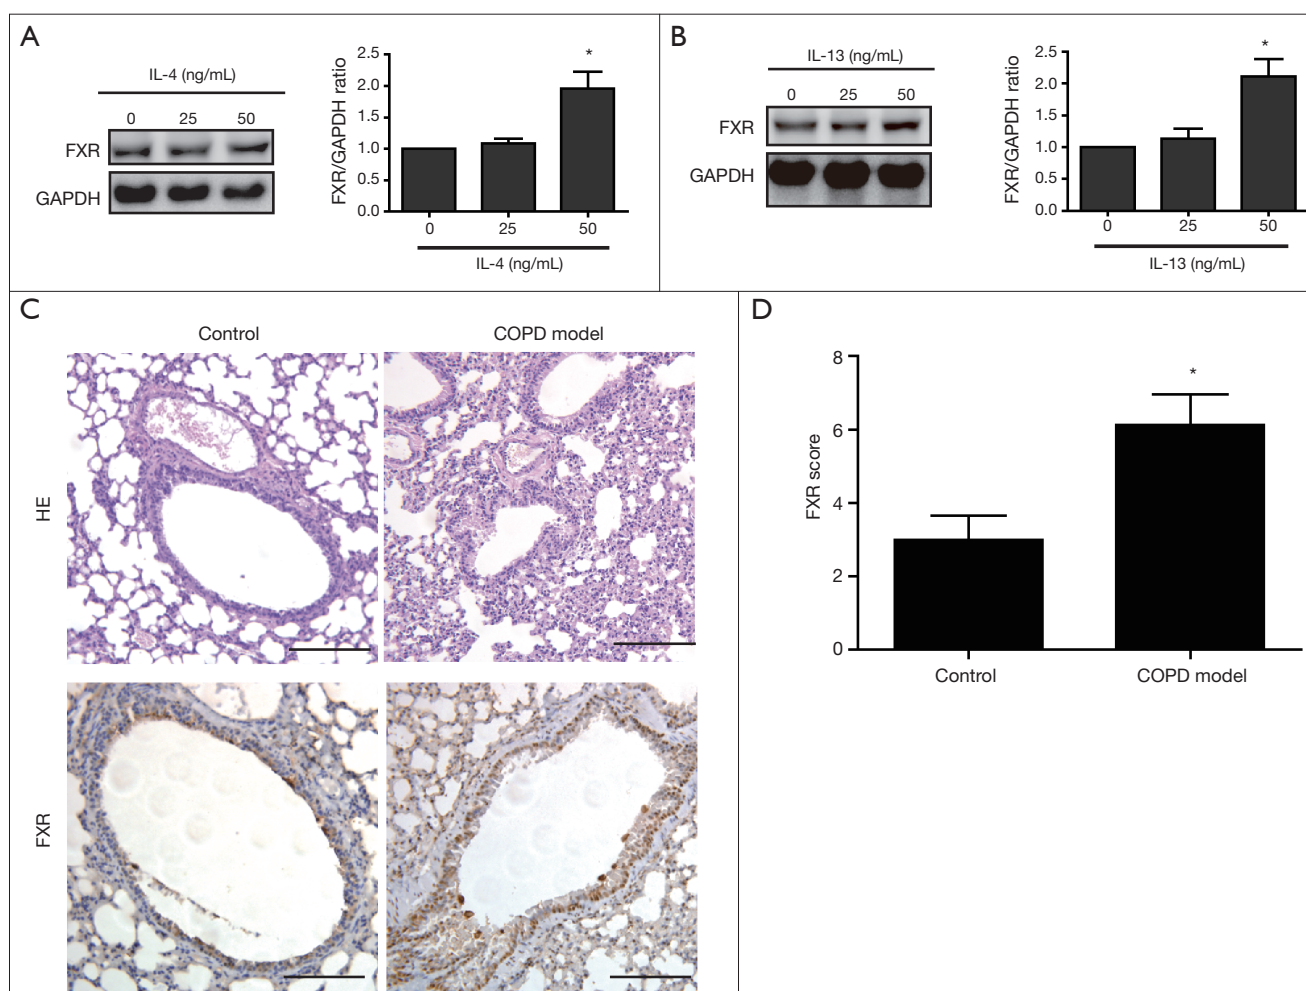 A
IL-4 (ng/mL)
0 25 50
FXR
GAPDH
FXR/GAPDH ratio
2.5
2.0
1.5
1.0
0.5
0.0
*
0 25 50
IL-4 (ng/mL)
B
IL-13 (ng/mL)
0 25 50
FXR
GAPDH
FXR/GAPDH ratio
2.5
2.0
1.5
1.0
0.5
0.0
*
0 25 50
IL-13 (ng/mL)
C
Control COPD model
HE
FXR
D
FXR score
8
6
4
2
0
*
Control COPD model